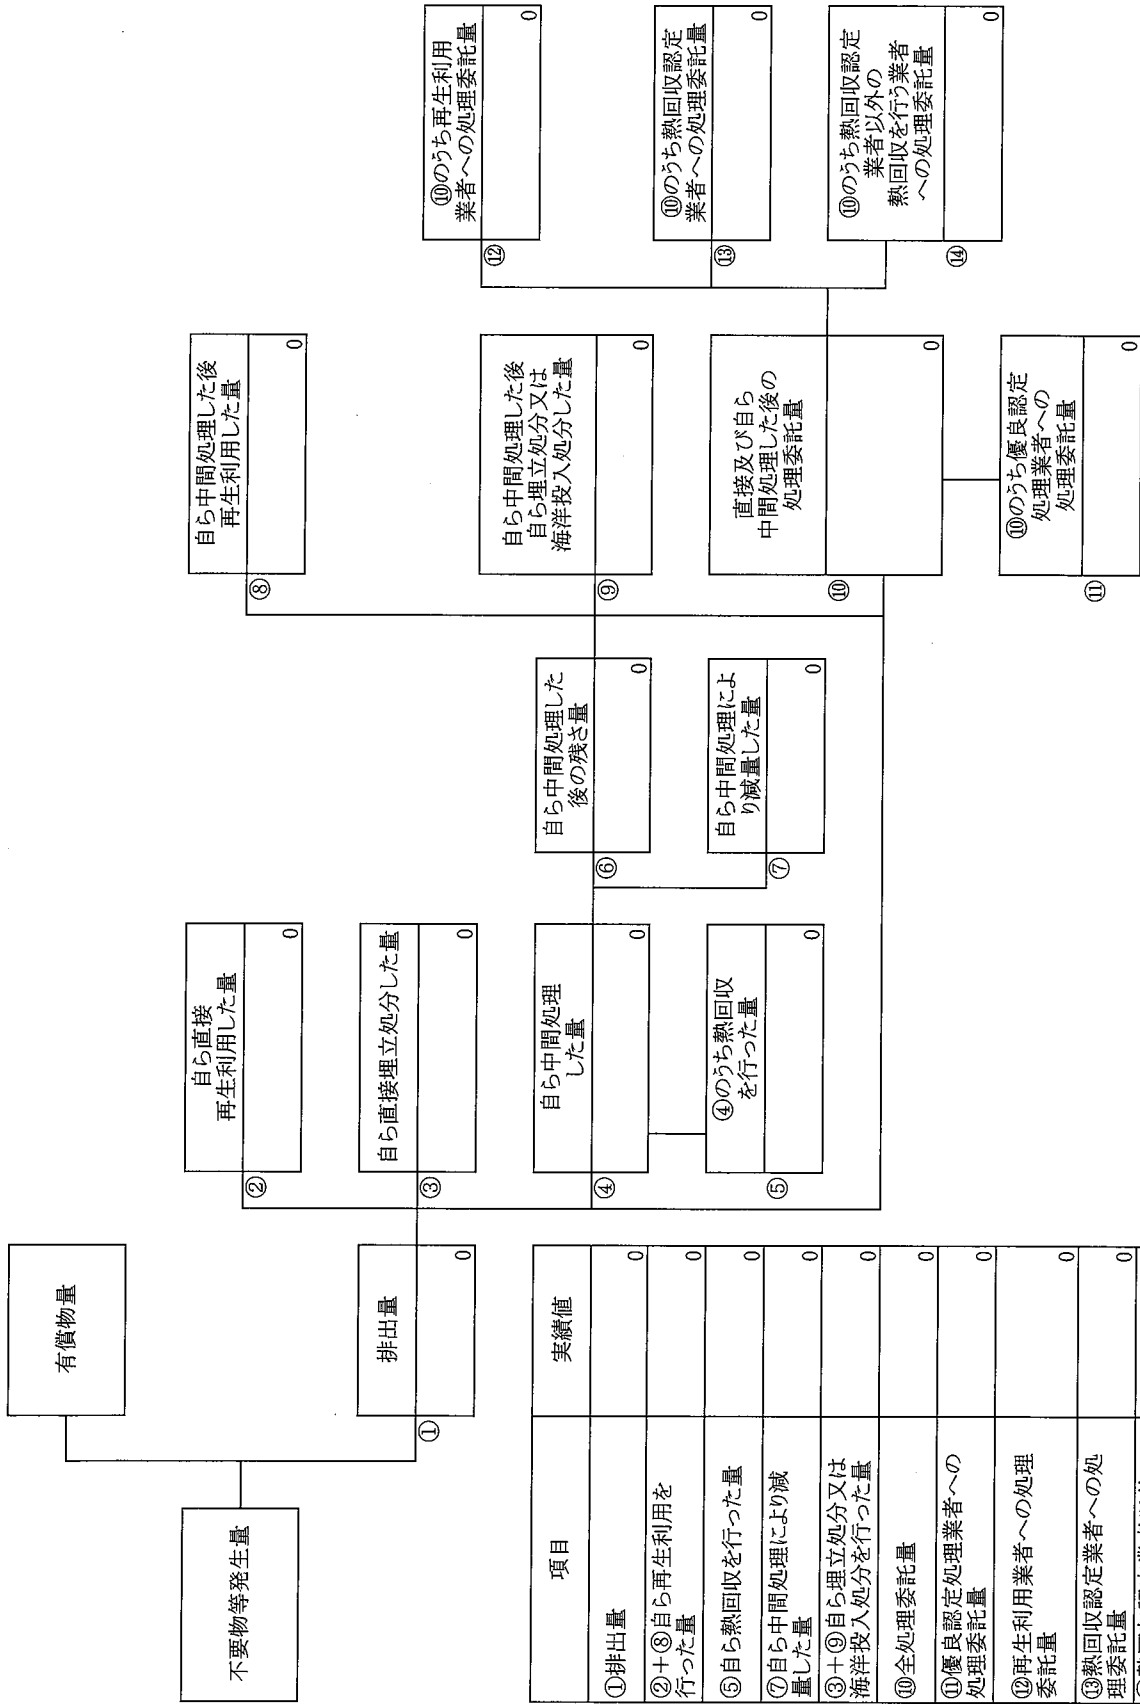 不要物等発生量
有償物量
排出量
①
0
自ら直接
再生利用した量
②
0
自ら直接埋立処分した量
③
0
自ら中間処理
した量
④
0
④のうち熱回収
を行った量
⑤
0
自ら中間処理した
後の残さ量
⑥
0
自ら中間処理によ
り減量した量
⑦
0
自ら中間処理した後
再生利用した量
⑧
0
自ら中間処理した後
自ら埋立処分又は
海洋投入処分した量
⑨
0
直接及び自ら
中間処理した後の
処理委託量
⑩
0
⑩のうち優良認定
処理業者への
処理委託量
⑪
0
⑩のうち再生利用
業者への処理委託量
⑫
0
⑩のうち熱回収認定
業者への処理委託量
⑬
0
⑩のうち熱回収認定
業者以外の
熱回収を行う業者
への処理委託量
⑭
0
項目 実績値
①排出量 0
②+⑧自ら再生利用を
行った量 0
⑤自ら熱回収を行った量 0
⑦自ら中間処理により減
量した量 0
③+⑨自ら埋立処分又は
海洋投入処分を行った量 0
⑩全処理委託量 0
⑪優良認定処理業者への
処理委託量 0
⑫再生利用業者への処理
委託量 0
⑬熱回収認定業者への処
理委託量 0